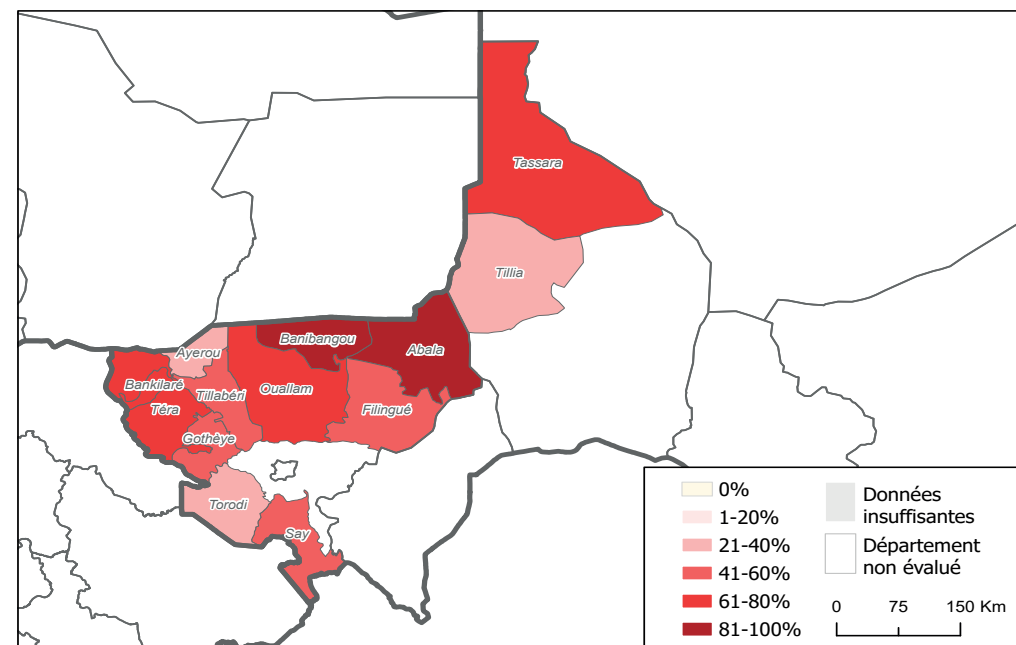 Tassara
Tillia
Banibangou
Ayerou
Abala
Bankilaré
Tillabéri
Ouallam
Téra
Filingué
Gothèye
Torodi
Say
0%
1-20%
21-40%
41-60%
61-80%
81-100%
Données
insuffisantes
Département
non évalué
0 75 150 Km